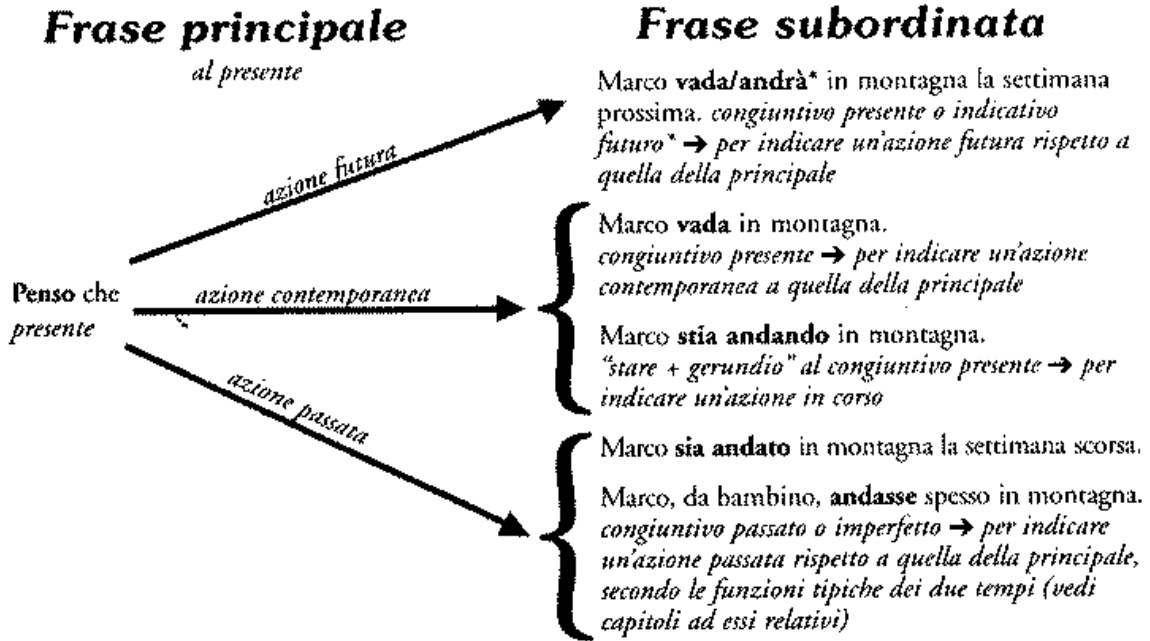 Frase principale
al presente
Frase subordinata
azione futura
Marco vada/andrà* in montagna la settimana
prossima. congiuntivo presente o indicativo
futuro* → per indicare un'azione futura rispetto a
quella della principale
Penso che
presente
azione contemporanea
Marco vada in montagna.
congiuntivo presente → per indicare un'azione
contemporanea a quella della principale
Marco stia andando in montagna.
"stare + gerundio" al congiuntivo presente → per
indicare un'azione in corso
azione passata
Marco sia andato in montagna la settimana scorsa.
Marco, da bambino, andasse spesso in montagna.
congiuntivo passato o imperfetto → per indicare
un'azione passata rispetto a quella della principale,
secondo le funzioni tipiche dei due tempi (vedi
capitoli ad essi relativi)